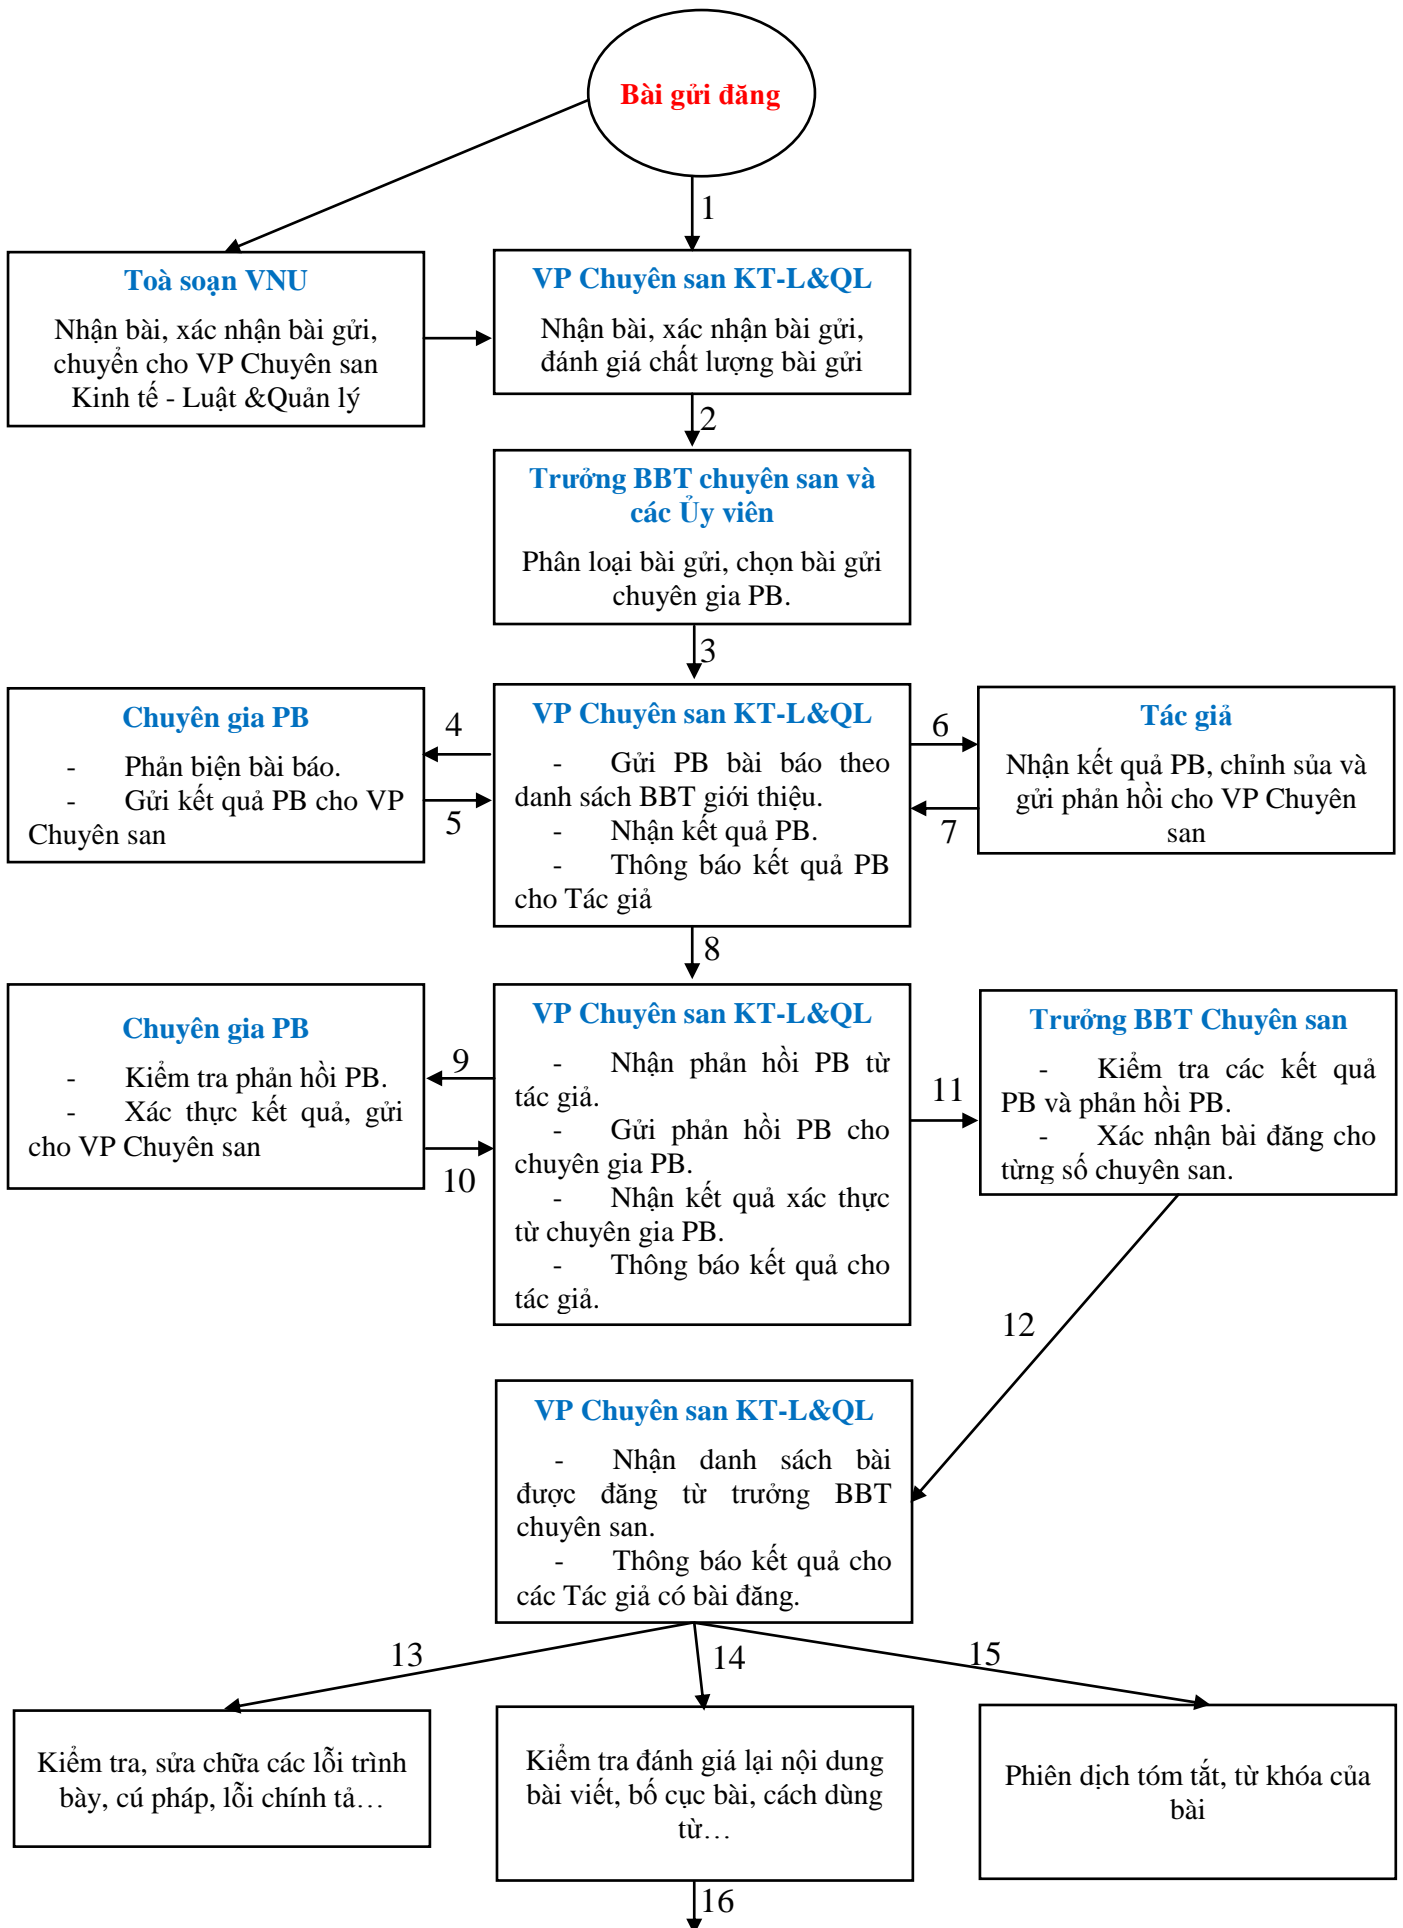 Bài gửi đăng
1
Toà soạn VNU
Nhận bài, xác nhận bài gửi,
chuyển cho VP Chuyên san
Kinh tế - Luật &Quản lý
VP Chuyên san KT-L&QL
Nhận bài, xác nhận bài gửi,
đánh giá chất lượng bài gửi
2
Trưởng BBT chuyên san và
các Ủy viên
Phân loại bài gửi, chọn bài gửi
chuyên gia PB.
3
Chuyên gia PB
- Phản biện bài báo.
- Gửi kết quả PB cho VP
Chuyên san
4
5
VP Chuyên san KT-L&QL
- Gửi PB bài báo theo
danh sách BBT giới thiệu.
- Nhận kết quả PB.
- Thông báo kết quả PB
cho Tác giả
6
7
Tác giả
Nhận kết quả PB, chỉnh sủa và
gửi phản hồi cho VP Chuyên
san
8
Chuyên gia PB
- Kiểm tra phản hồi PB.
- Xác thực kết quả, gửi
cho VP Chuyên san
9
10
VP Chuyên san KT-L&QL
- Nhận phản hồi PB từ
tác giả.
- Gửi phản hồi PB cho
chuyên gia PB.
- Nhận kết quả xác thực
từ chuyên gia PB.
- Thông báo kết quả cho
tác giả.
11
Trưởng BBT Chuyên san
- Kiểm tra các kết quả
PB và phản hồi PB.
- Xác nhận bài đăng cho
từng số chuyên san.
12
VP Chuyên san KT-L&QL
- Nhận danh sách bài
được đăng từ trưởng BBT
chuyên san.
- Thông báo kết quả cho
các Tác giả có bài đăng.
13
14
15
Kiểm tra, sửa chữa các lỗi trình
bày, cú pháp, lỗi chính tả…
Kiểm tra đánh giá lại nội dung
bài viết, bố cục bài, cách dùng
từ…
Phiên dịch tóm tắt, từ khóa của
bài
16